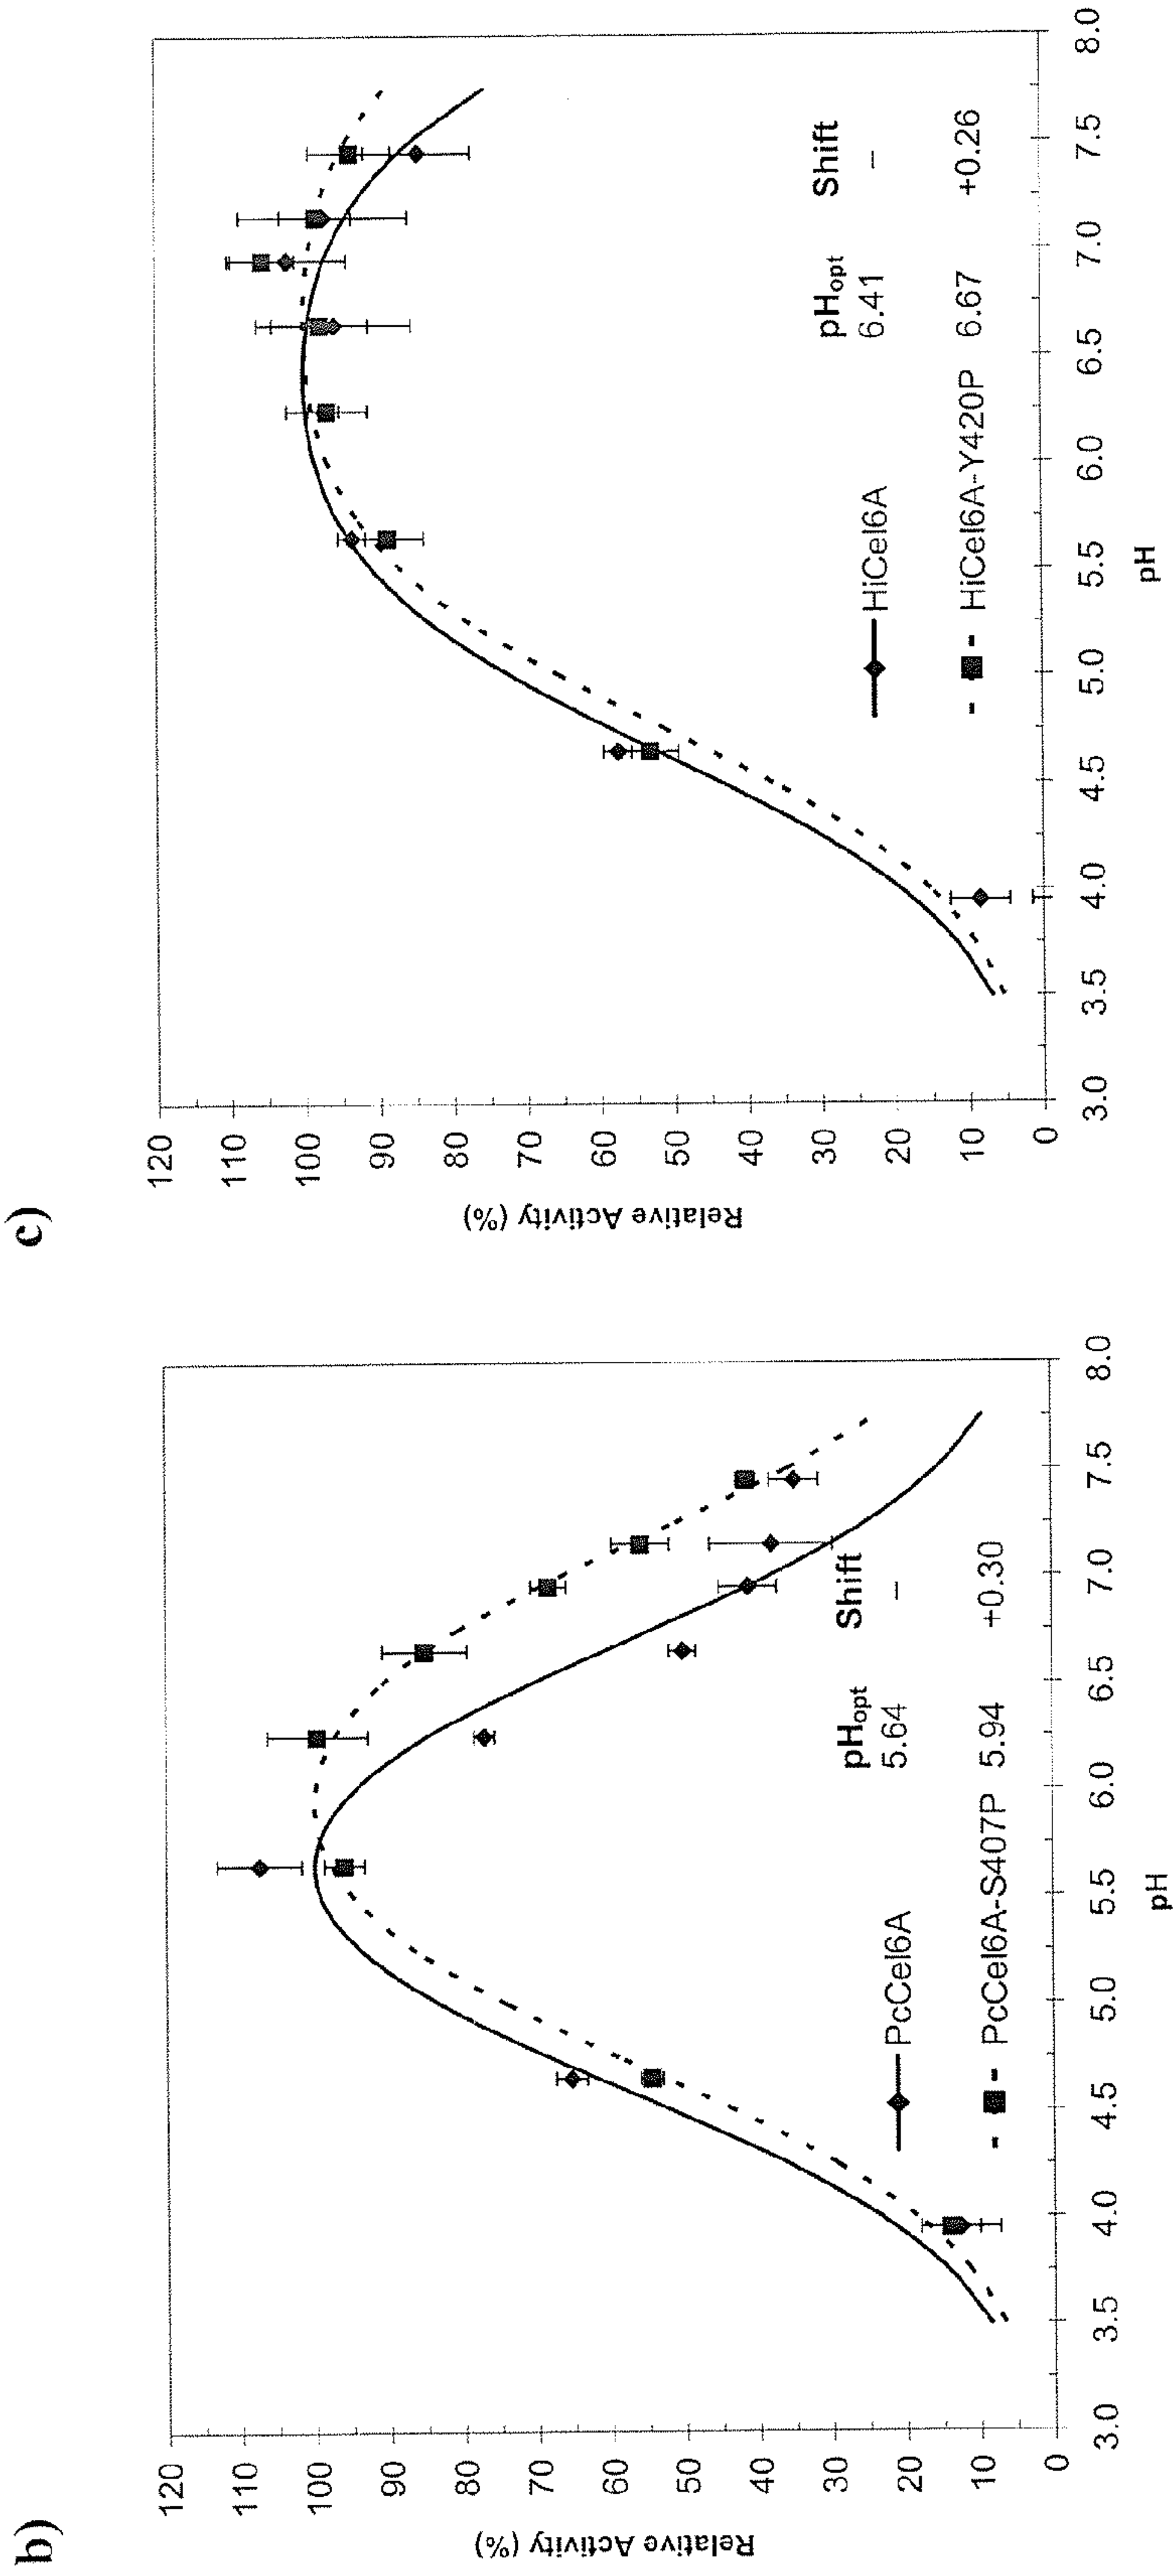 b)
Relative Activity (%)
120
110
100
90
80
70
60
50
40
30
20
10
0
3.0 3.5 4.0 4.5 5.0 5.5 6.0 6.5 7.0 7.5 8.0
pH
pHopt Shift
PcCel6A 5.64 –
PcCel6A-S407P 5.94 +0.30
c)
Relative Activity (%)
120
110
100
90
80
70
60
50
40
30
20
10
0
3.0 3.5 4.0 4.5 5.0 5.5 6.0 6.5 7.0 7.5 8.0
pH
pHopt Shift
HiCel6A 6.41 –
HiCel6A-Y420P 6.67 +0.26